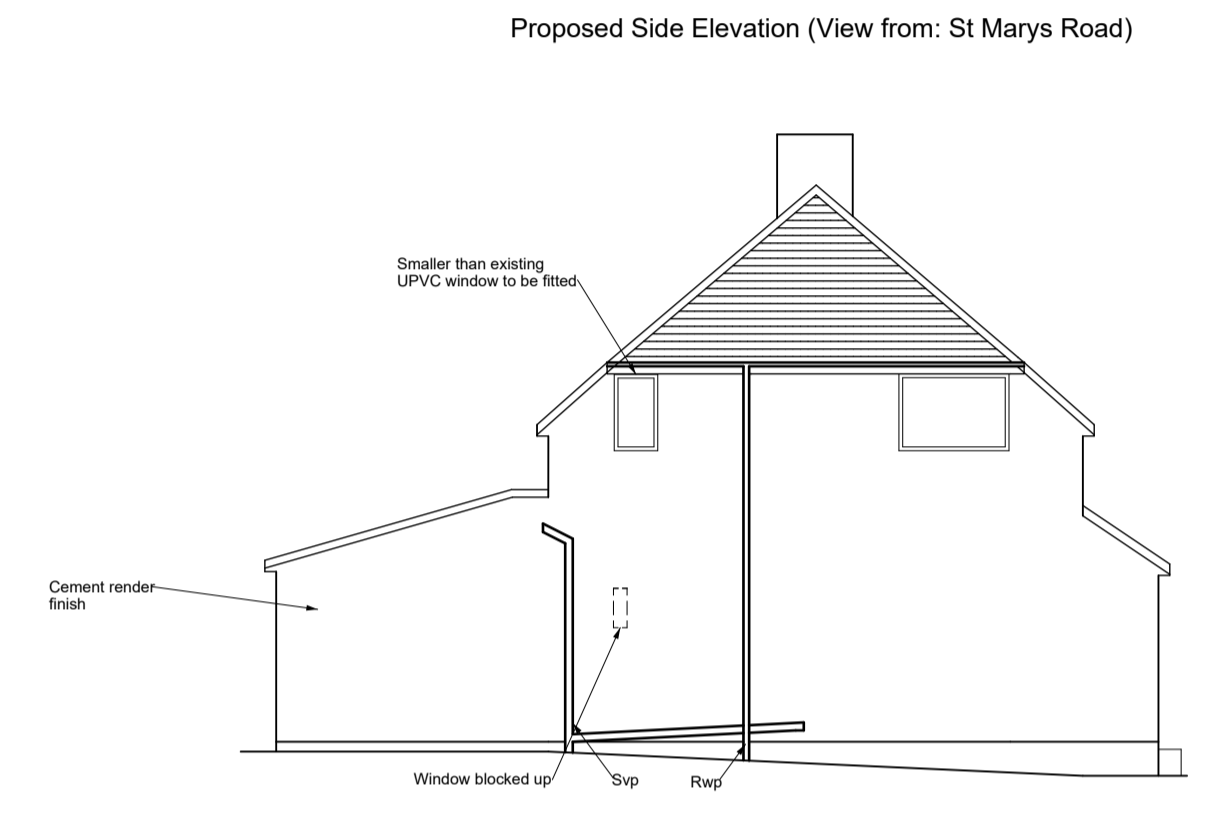 Proposed Side Elevation (View from: St Marys Road)
Smaller than existing
UPVC window to be fitted
Cement render
finish
Window blocked up
Svp
Rwp